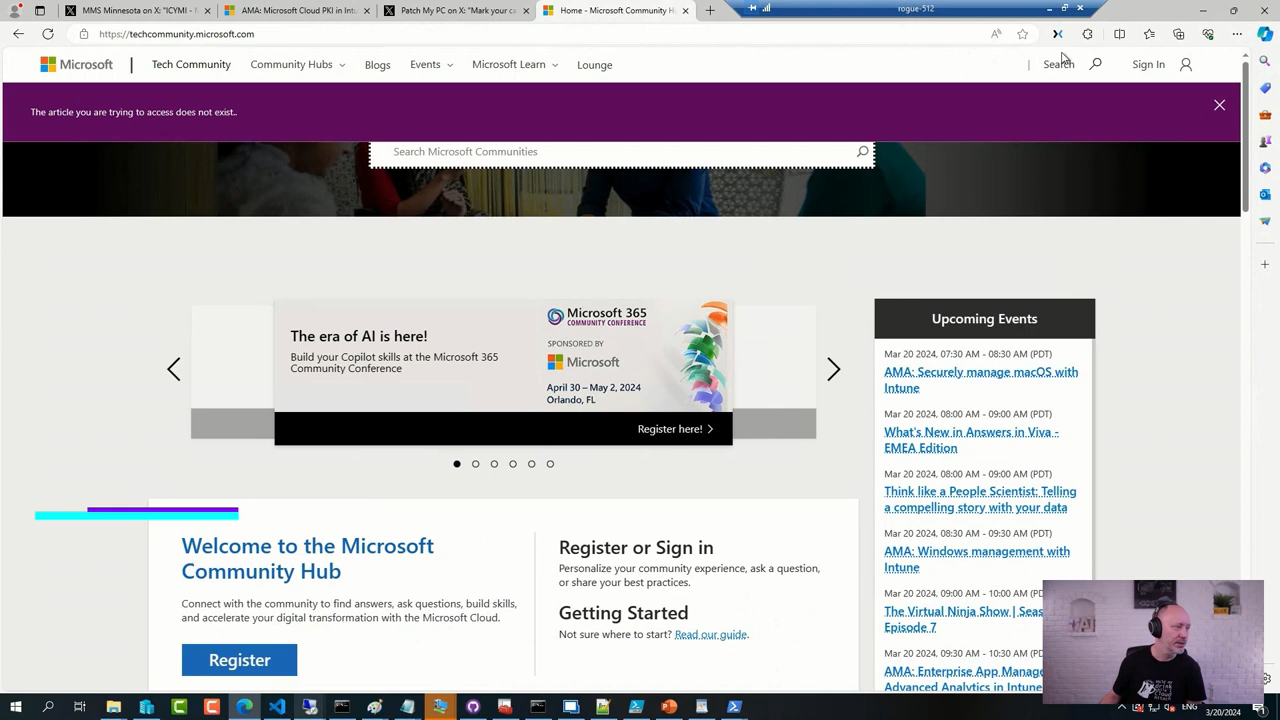 MMS Minnesota on X: "ICYMI - I
AMA: Microsoft Cloud PKI in Intu
Patch My PC on X: "Mark your ca
Home - Microsoft Community H
rogue-512
https://techcommunity.microsoft.com
Microsoft
Tech Community
Community Hubs
Blogs
Events
Microsoft Learn
Lounge
Search
Sign In
The article you are trying to access does not exist..
Search Microsoft Communities
The era of AI is here!
Build your Copilot skills at the Microsoft 365
Community Conference
Microsoft 365
COMMUNITY CONFERENCE
SPONSORED BY
Microsoft
April 30 – May 2, 2024
Orlando, FL
Register here!
Upcoming Events
Mar 20 2024, 07:30 AM - 08:30 AM (PDT)
AMA: Securely manage macOS with
Intune
Mar 20 2024, 08:00 AM - 09:00 AM (PDT)
What's New in Answers in Viva -
EMEA Edition
Mar 20 2024, 08:00 AM - 09:00 AM (PDT)
Think like a People Scientist: Telling
a compelling story with your data
Mar 20 2024, 08:30 AM - 09:30 AM (PDT)
AMA: Windows management with
Intune
Mar 20 2024, 09:00 AM - 10:00 AM (PD
The Virtual Ninja Show | Seas
Episode 7
Mar 20 2024, 09:30 AM - 10:30 AM (PD
AMA: Enterprise App Manage
Advanced Analytics in Intune
Welcome to the Microsoft
Community Hub
Connect with the community to find answers, ask questions, build skills,
and accelerate your digital transformation with the Microsoft Cloud.
Register
Register or Sign in
Personalize your community experience, ask a question,
or share your best practices.
Getting Started
Not sure where to start? Read our guide.
ENG
3/20/2024